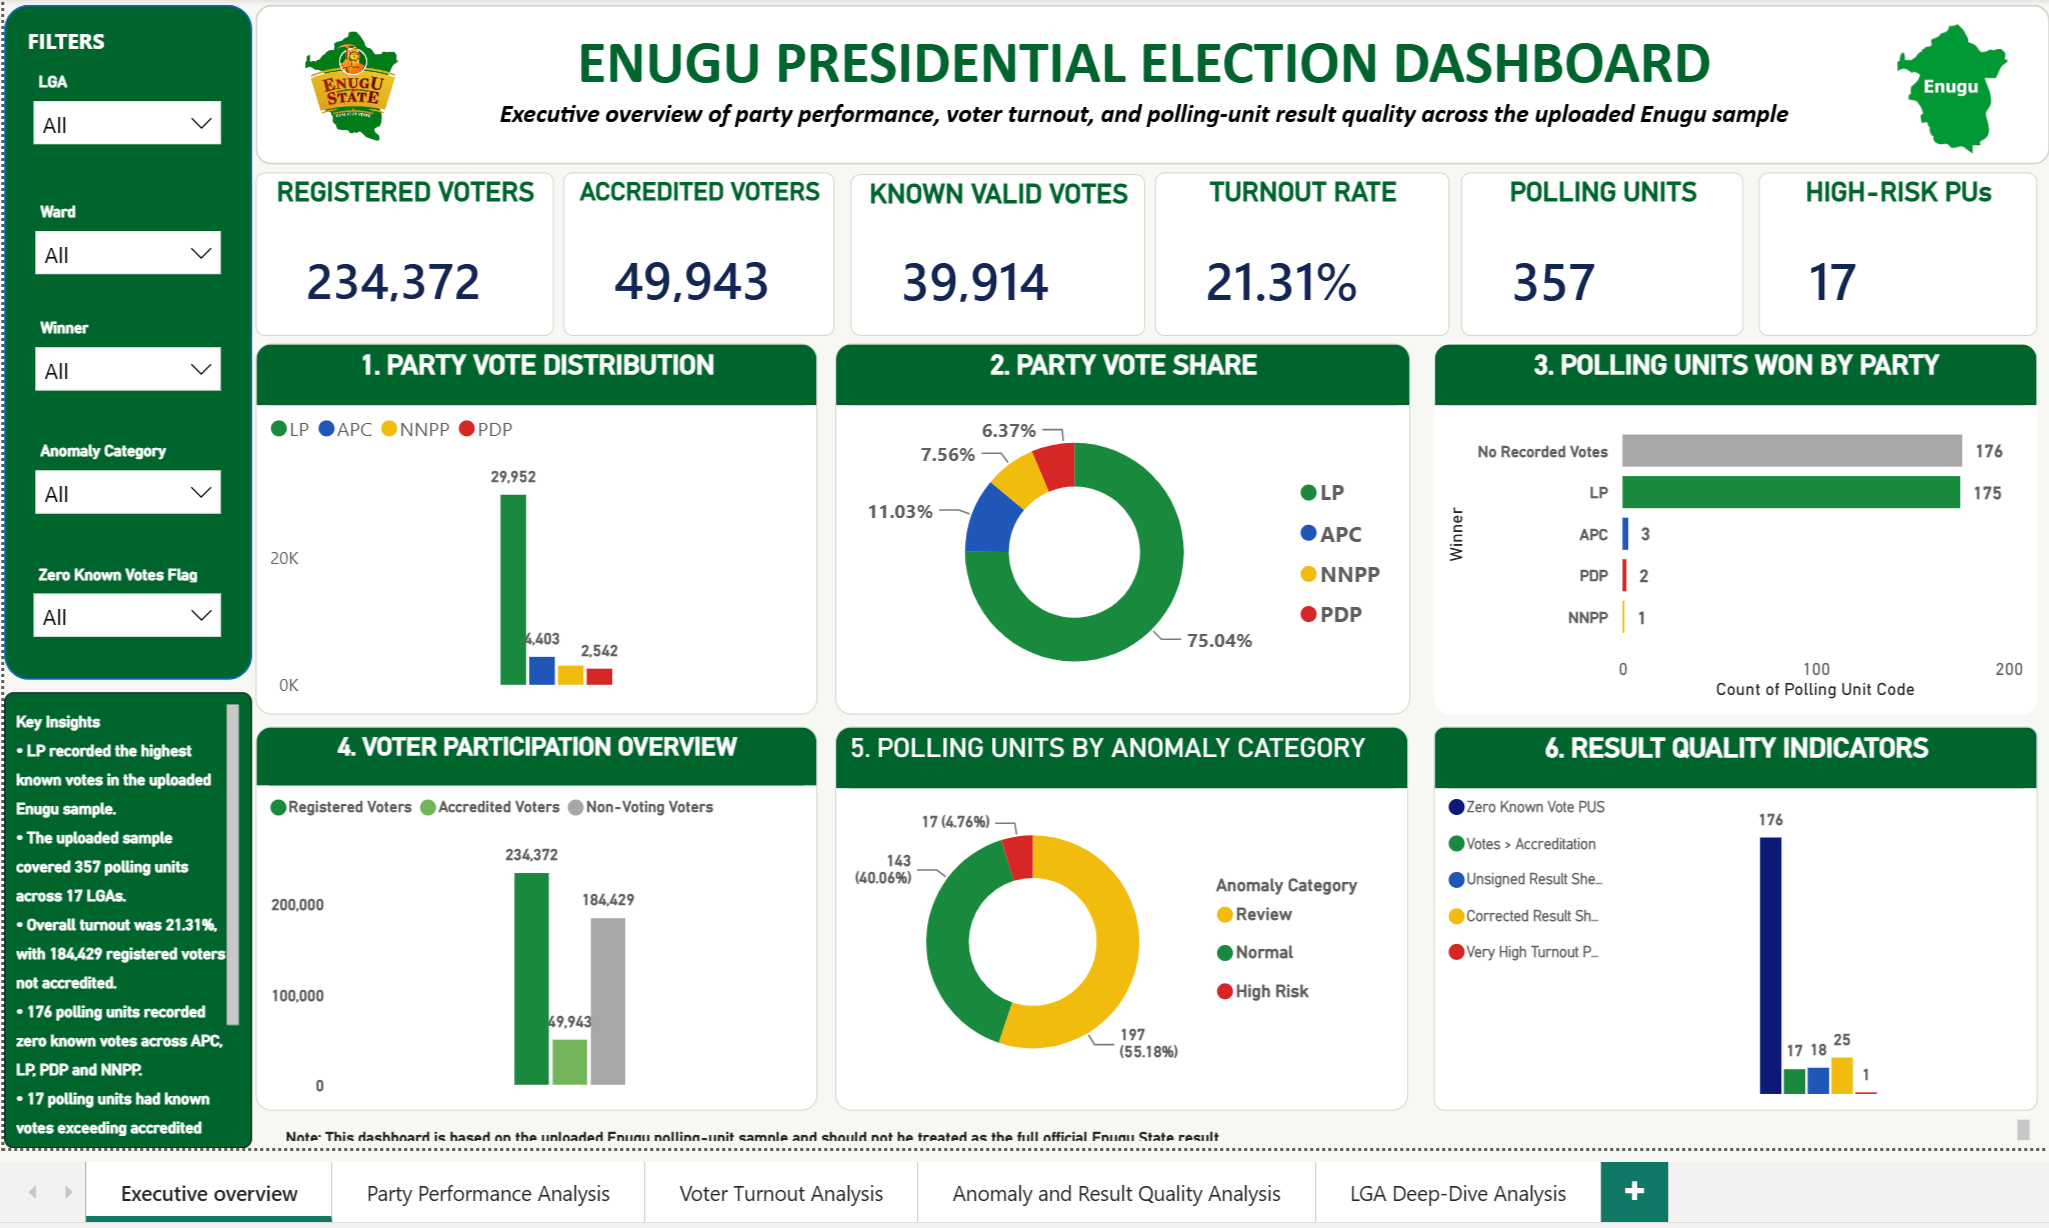 FILTERS
LGA
All
Ward
All
Winner
All
Anomaly Category
All
Zero Known Votes Flag
All
Key Insights
• LP recorded the highest
known votes in the uploaded
Enugu sample.
• The uploaded sample
covered 357 polling units
across 17 LGAs.
• Overall turnout was 21.31%,
with 184,429 registered voters
not accredited.
• 176 polling units recorded
zero known votes across APC,
LP, PDP and NNPP.
• 17 polling units had known
votes exceeding accredited
ENUGU
STATE
ENUGU PRESIDENTIAL ELECTION DASHBOARD
Executive overview of party performance, voter turnout, and polling-unit result quality across the uploaded Enugu sample
Enugu
REGISTERED VOTERS
234,372
ACCREDITED VOTERS
49,943
KNOWN VALID VOTES
39,914
TURNOUT RATE
21.31%
POLLING UNITS
357
HIGH-RISK PUs
17
1. PARTY VOTE DISTRIBUTION
LP APC NNPP PDP
29,952
20K
4,403
2,542
0K
2. PARTY VOTE SHARE
6.37%
7.56%
11.03%
75.04%
LP
APC
NNPP
PDP
3. POLLING UNITS WON BY PARTY
Winner
No Recorded Votes 176
LP 175
APC 3
PDP 2
NNPP 1
0 100 200
Count of Polling Unit Code
4. VOTER PARTICIPATION OVERVIEW
Registered Voters Accredited Voters Non-Voting Voters
234,372
184,429
200,000
100,000
49,943
0
5. POLLING UNITS BY ANOMALY CATEGORY
17 (4.76%)
143
(40.06%)
197
(55.18%)
Anomaly Category
Review
Normal
High Risk
6. RESULT QUALITY INDICATORS
Zero Known Vote PUS
Votes > Accreditation
Unsigned Result She...
Corrected Result Sh...
Very High Turnout P...
176
17 18 25
1
Note: This dashboard is based on the uploaded Enugu polling-unit sample and should not be treated as the full official Enugu State result
Executive overview
Party Performance Analysis
Voter Turnout Analysis
Anomaly and Result Quality Analysis
LGA Deep-Dive Analysis
+